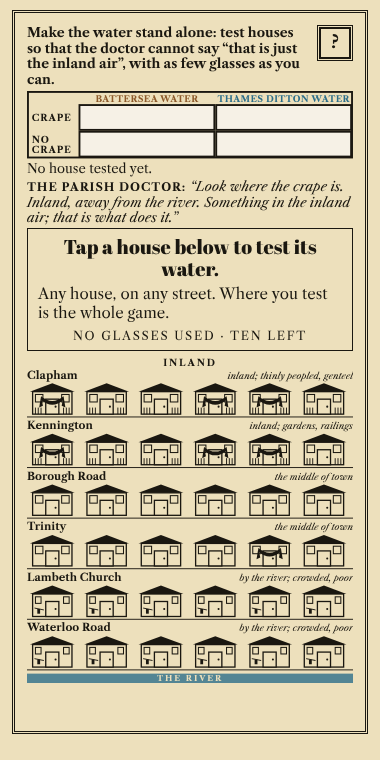 Make the water stand alone: test houses
so that the doctor cannot say “that is just
the inland air”, with as few glasses as you
can.
?
BATTERSEA WATER THAMES DITTON WATER
CRAPE
NO
CRAPE
No house tested yet.
THE PARISH DOCTOR: “Look where the crape is.
Inland, away from the river. Something in the inland
air; that is what does it.”
Tap a house below to test its
water.
Any house, on any street. Where you test
is the whole game.
NO GLASSES USED · TEN LEFT
INLAND
Clapham inland; thinly peopled, genteel
Kennington inland; gardens, railings
Borough Road the middle of town
Trinity the middle of town
Lambeth Church by the river; crowded, poor
Waterloo Road by the river; crowded, poor
THE RIVER